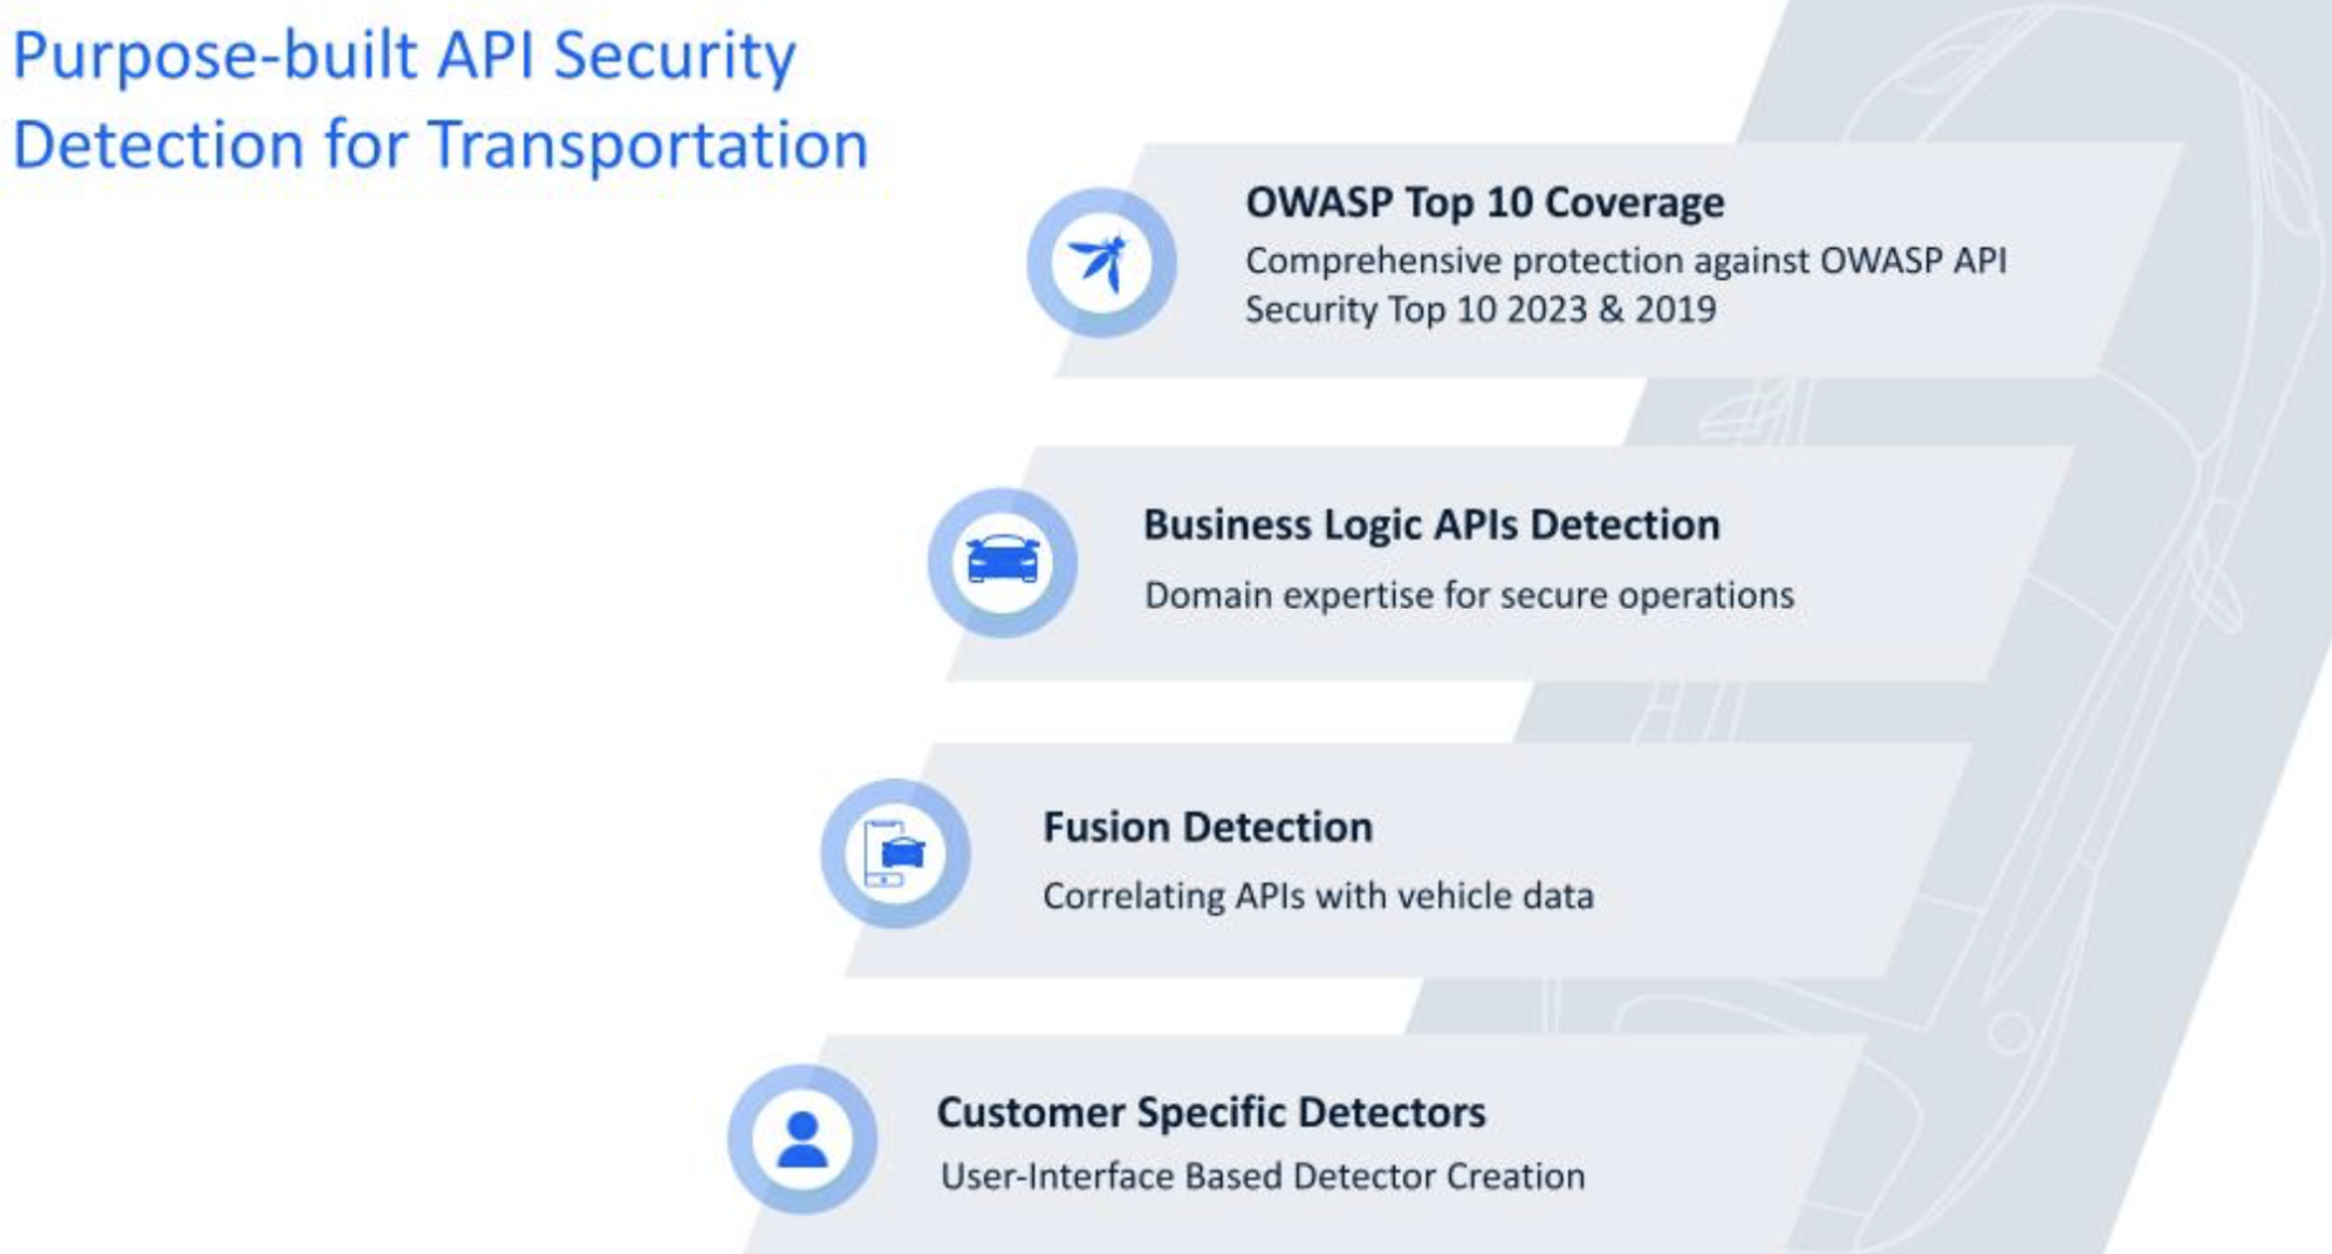 Purpose-built API Security
Detection for Transportation
OWASP Top 10 Coverage
Comprehensive protection against OWASP API
Security Top 10 2023 & 2019
Business Logic APIs Detection
Domain expertise for secure operations
Fusion Detection
Correlating APIs with vehicle data
Customer Specific Detectors
User-Interface Based Detector Creation